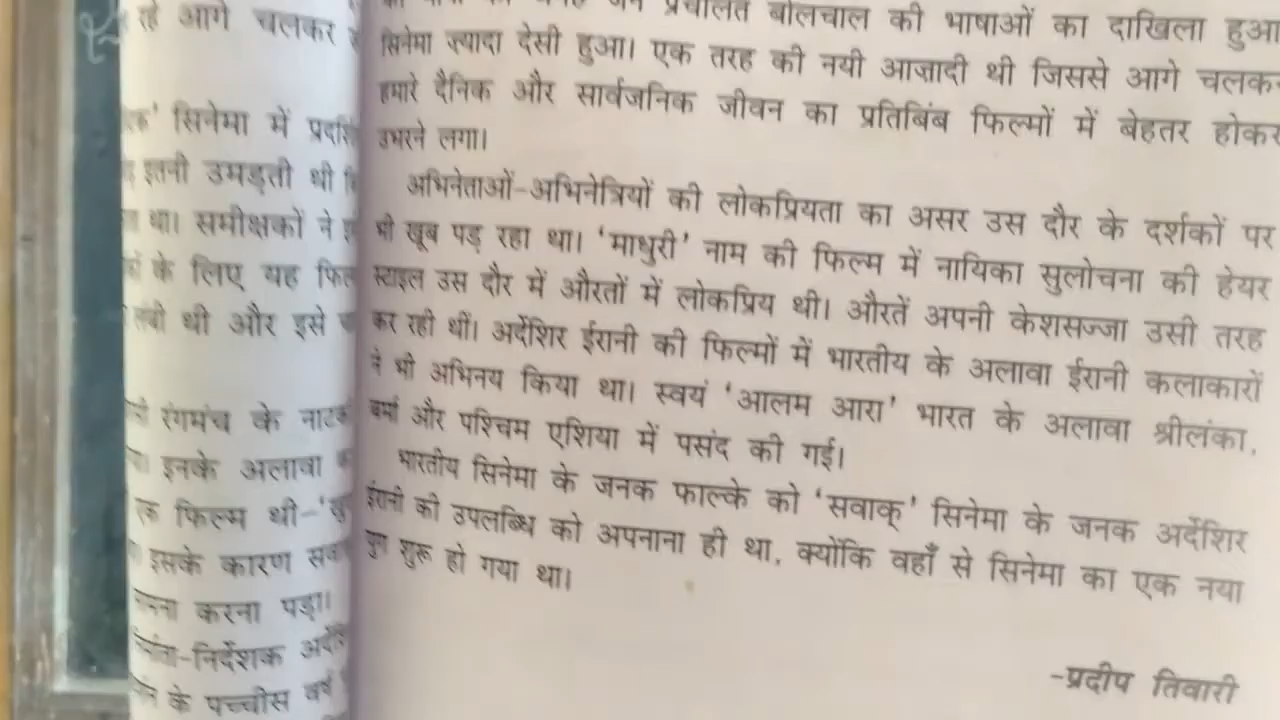 रहे आगे चलकर
सिनेमा में
इतनी उमड़ती थी
था। समीक्षकों ने
के लिए यह
थी और इसे
रंगमंच के
इनके अलावा
एक फिल्म थी-
इसके कारण
करना पड़ा।
-निर्देशक
के पच्चीस वर्ष
प्रचलित बोलचाल की भाषाओं का दाखिला हुआ
सिनेमा ज्यादा देसी हुआ। एक तरह की नयी आज़ादी थी जिससे आगे चलकर
हमारे दैनिक और सार्वजनिक जीवन का प्रतिबिंब फिल्मों में बेहतर होकर
उभरने लगा।
अभिनेताओं-अभिनेत्रियों की लोकप्रियता का असर उस दौर के दर्शकों पर
भी खूब पड़ रहा था। ‘माधुरी’ नाम की फिल्म में नायिका सुलोचना की हेयर
स्टाइल उस दौर में औरतों में लोकप्रिय थी। औरतें अपनी केशसज्जा उसी तरह
कर रही थीं। अर्देशिर ईरानी की फिल्मों में भारतीय के अलावा ईरानी कलाकारों
ने भी अभिनय किया था। स्वयं ‘आलम आरा’ भारत के अलावा श्रीलंका,
बर्मा और पश्चिम एशिया में पसंद की गई।
भारतीय सिनेमा के जनक फाल्के को ‘सवाक्’ सिनेमा के जनक अर्देशिर
ईरानी की उपलब्धि को अपनाना ही था, क्योंकि वहाँ से सिनेमा का एक नया
युग शुरू हो गया था।
-प्रदीप तिवारी